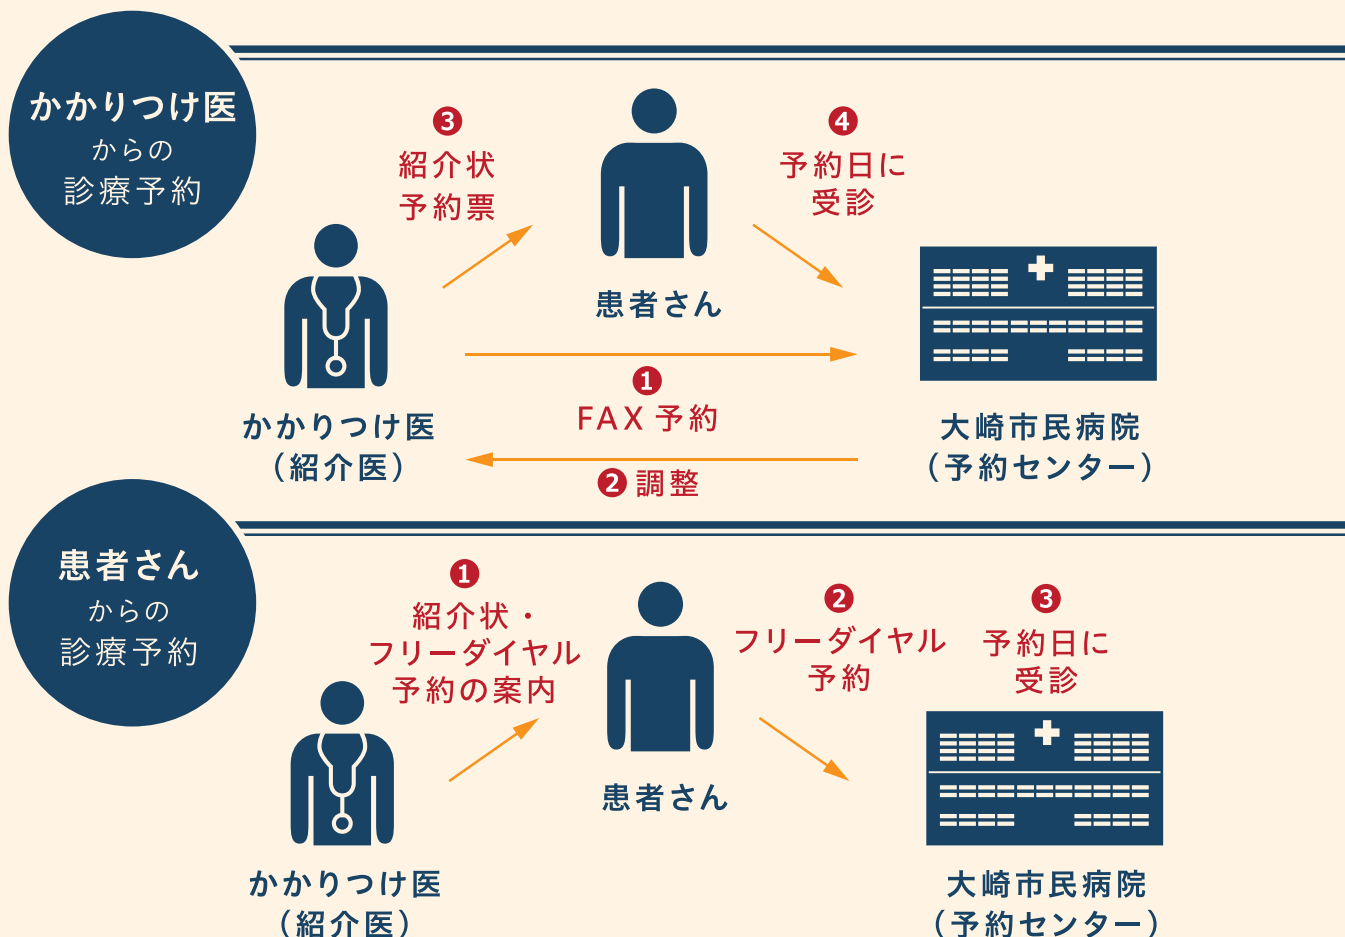 かかりつけ医
からの
診療予約
❸
紹介状
予約票
患者さん
❹
予約日に
受診
❶
FAX 予約
かかりつけ医
（紹介医）
大崎市民病院
（予約センター）
❷ 調整
患者さん
からの
診療予約
❶
紹介状・
フリーダイヤル
予約の案内
❷
フリーダイヤル
予約
❸
予約日に
受診
患者さん
かかりつけ医
（紹介医）
大崎市民病院
（予約センター）